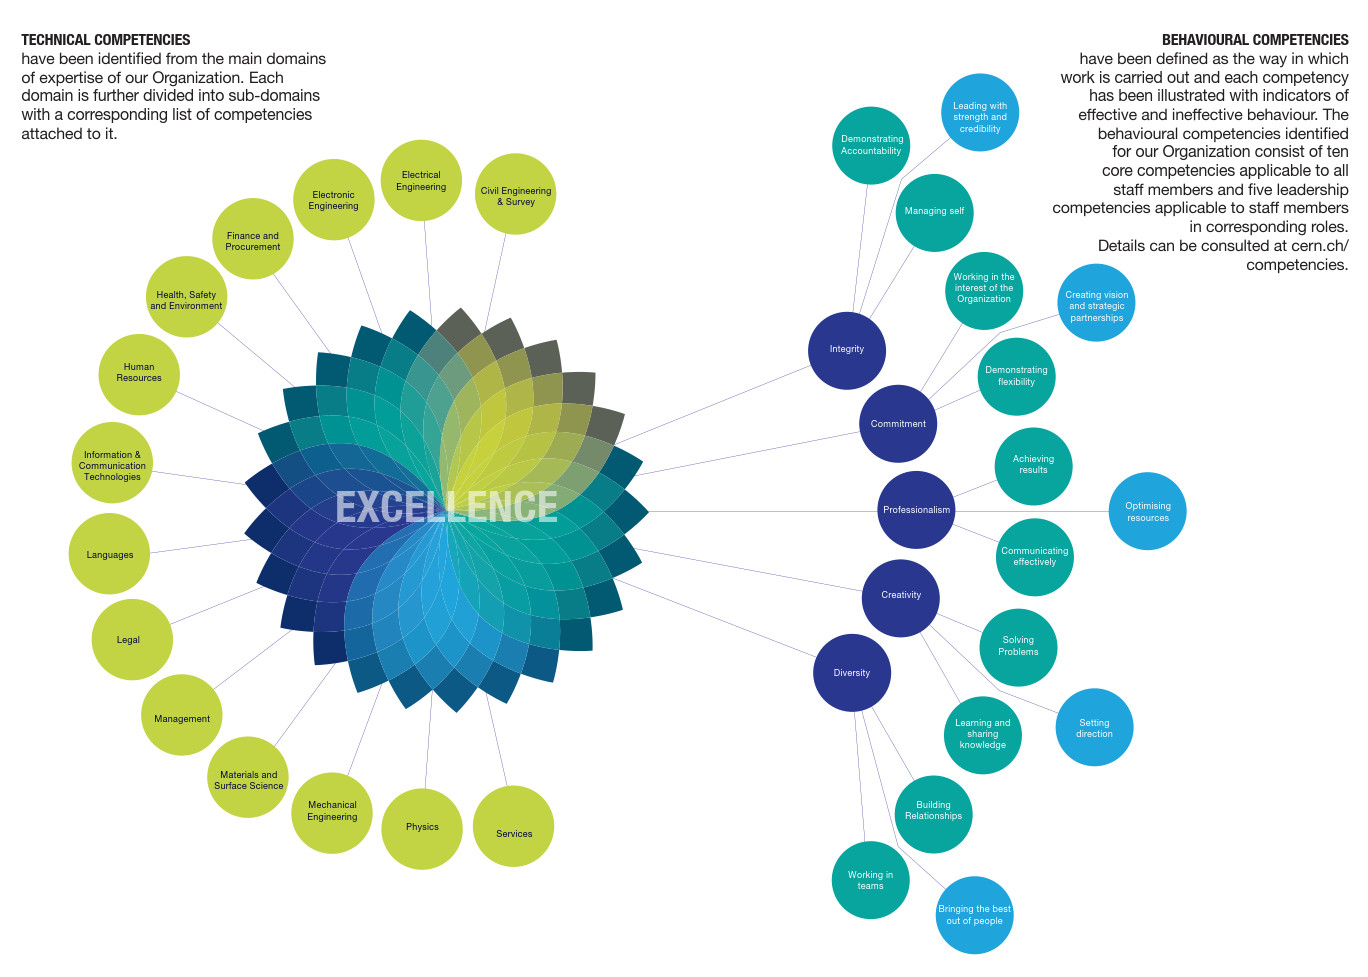 TECHNICAL COMPETENCIES
have been identified from the main domains
of expertise of our Organization. Each
domain is further divided into sub-domains
with a corresponding list of competencies
attached to it.
BEHAVIOURAL COMPETENCIES
have been defined as the way in which
work is carried out and each competency
has been illustrated with indicators of
effective and ineffective behaviour. The
behavioural competencies identified
for our Organization consist of ten
core competencies applicable to all
staff members and five leadership
competencies applicable to staff members
in corresponding roles.
Details can be consulted at cern.ch/
competencies.
Civil Engineering
& Survey
Electrical
Engineering
Electronic
Engineering
Finance and
Procurement
Health, Safety
and Environment
Human
Resources
Information &
Communication
Technologies
Languages
Legal
Management
Materials and
Surface Science
Mechanical
Engineering
Physics
Services
EXCELLENCE
Integrity
Demonstrating
Accountability
Leading with
strength and
credibility
Managing self
Commitment
Working in the
interest of the
Organization
Creating vision
and strategic
partnerships
Demonstrating
flexibility
Professionalism
Achieving
results
Optimising
resources
Communicating
effectively
Creativity
Solving
Problems
Setting
direction
Learning and
sharing
knowledge
Diversity
Building
Relationships
Working in
teams
Bringing the best
out of people